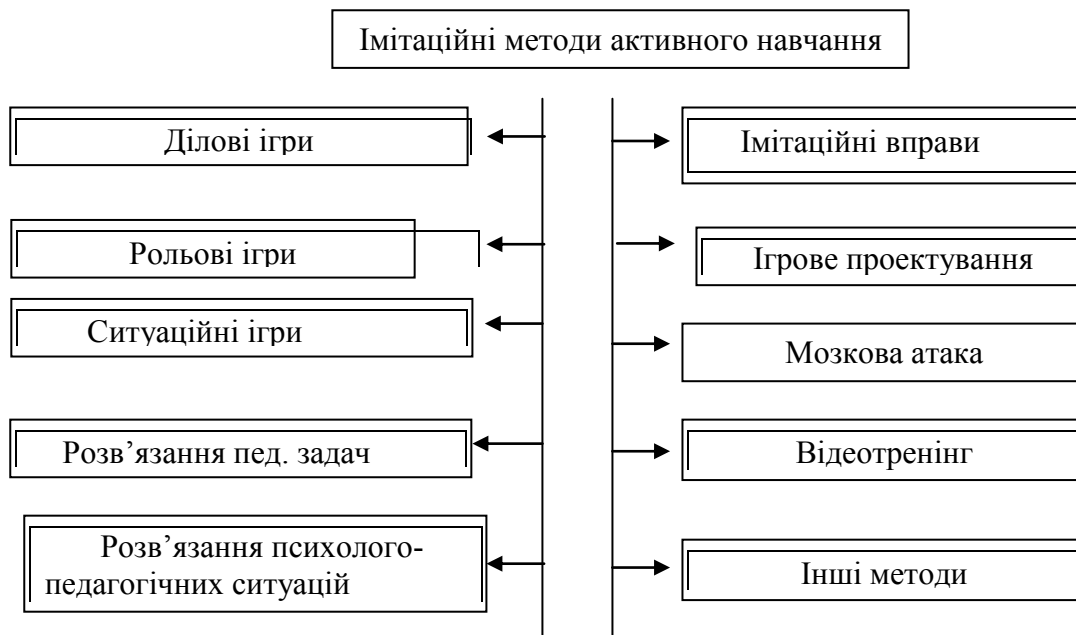 Імітаційні методи активного навчання
Ділові ігри
Рольові ігри
Ситуаційні ігри
Розв’язання пед. задач
Розв’язання психолого-
педагогічних ситуацій
Імітаційні вправи
Ігрове проектування
Мозкова атака
Відеотренінг
Інші методи